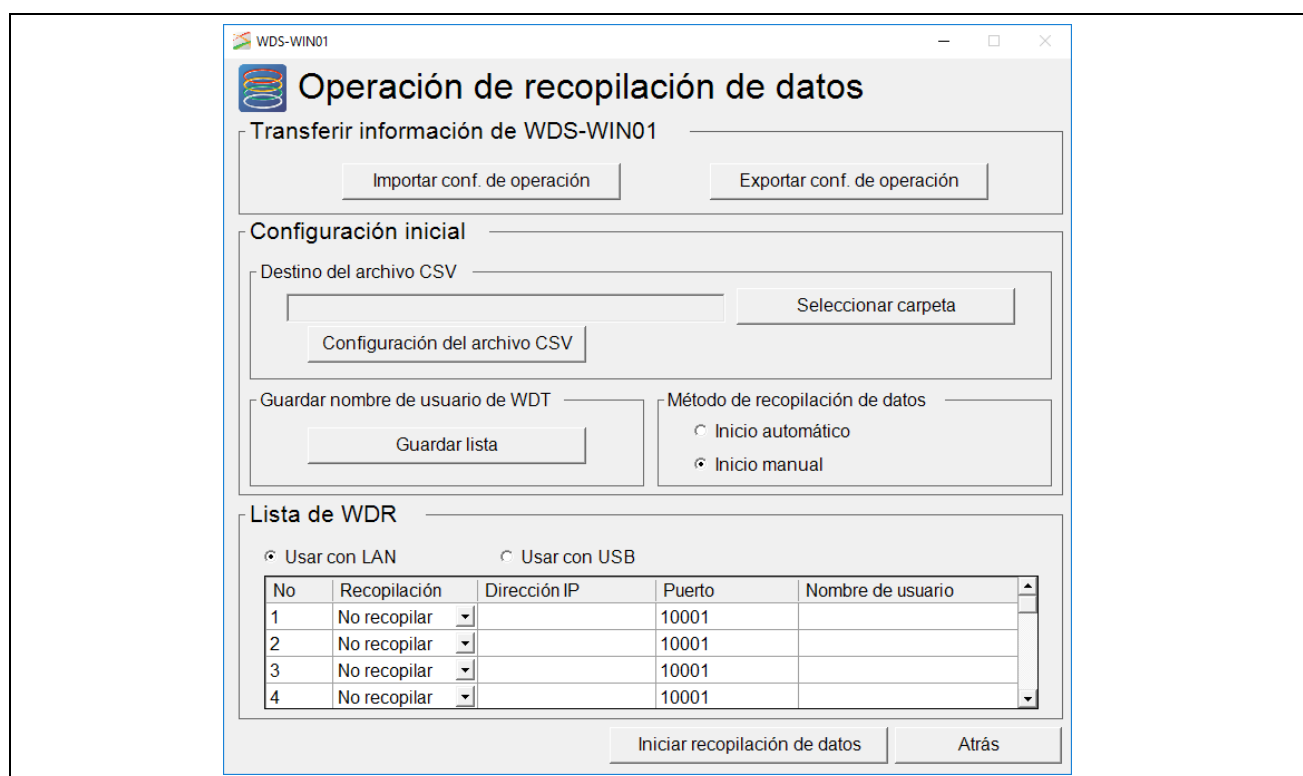 WDS-WIN01
Operación de recopilación de datos
Transferir información de WDS-WIN01
Importar conf. de operación Exportar conf. de operación
Configuración inicial
Destino del archivo CSV
Seleccionar carpeta
Configuración del archivo CSV
Guardar nombre de usuario de WDT Método de recopilación de datos
Inicio automático
Guardar lista
Inicio manual
Lista de WDR
Usar con LAN Usar con USB
No Recopilación Dirección IP Puerto Nombre de usuario
1 No recopilar 10001
2 No recopilar 10001
3 No recopilar 10001
4 No recopilar 10001
Iniciar recopilación de datos Atrás